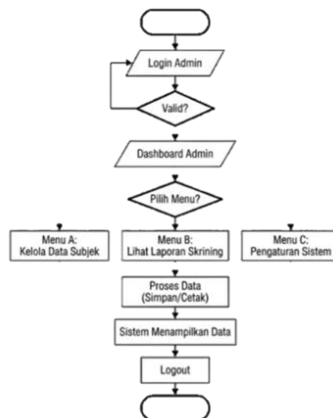 Login Admin
Valid?
Dashboard Admin
Pilih Menu?
Menu A:
Kelola Data Subjek
Menu B:
Lihat Laporan Skrining
Menu C:
Pengaturan Sistem
Proses Data
(Simpan/Cetak)
Sistem Menampilkan Data
Logout